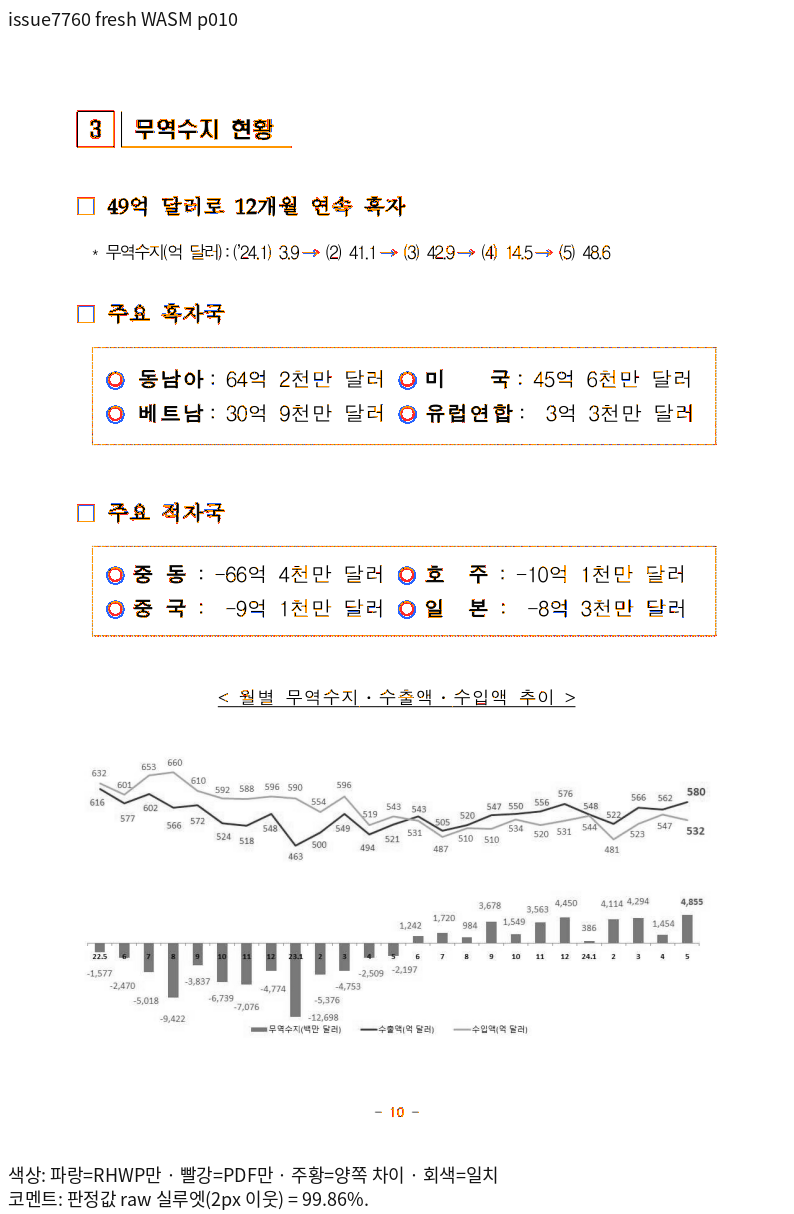 issue7760 fresh WASM p010
3 무역수지 현황
□ 49억 달러로 12개월 연속 흑자
* 무역수지(억 달러) : ('24.1) 3.9→ (2) 41.1→ (3) 42.9→ (4) 14.5→ (5) 48.6
□ 주요 흑자국
◎ 동남아 : 64억 2천만 달러 ◎ 미 국 : 45억 6천만 달러
◎ 베트남 : 30억 9천만 달러 ◎ 유럽연합 : 3억 3천만 달러
□ 주요 적자국
◎ 중 동 : -66억 4천만 달러 ◎ 호 주 : -10억 1천만 달러
◎ 중 국 : -9억 1천만 달러 ◎ 일 본 : -8억 3천만 달러
< 월별 무역수지·수출액·수입액 추이 >
632 601 653 660 610 592 588 596 590 554 596 519 543 531 487 510 510 534 520 531 544 481 523 547 532
616 577 602 566 572 524 518 548 463 500 549 494 521 543 505 520 547 550 556 576 548 522 566 562 580
1,242 1,720 984 3,678 1,549 3,563 4,450 386 4,114 4,294 1,454 4,855
22.5 6 7 8 9 10 11 12 23.1 2 3 4 5 6 7 8 9 10 11 12 24.1 2 3 4 5
-1,577 -2,470 -5,018 -9,422 -3,837 -6,739 -7,076 -4,774 -12,698 -5,376 -4,753 -2,509 -2,197
무역수지(백만 달러) 수출액(억 달러) 수입액(억 달러)
- 10 -
색상: 파랑=RHWP만 · 빨강=PDF만 · 주황=양쪽 차이 · 회색=일치
코멘트: 판정값 raw 실루엣(2px 이웃) = 99.86%.